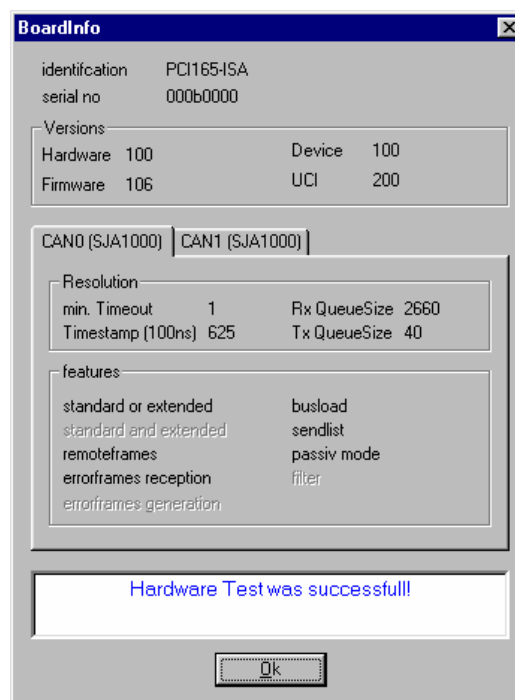 BoardInfo
identifcation PCI165-ISA
serial no 000b0000
Versions
Hardware 100 Device 100
Firmware 106 UCI 200
CAN0 (SJA1000) CAN1 (SJA1000)
Resolution
min. Timeout 1 Rx QueueSize 2660
Timestamp (100ns) 625 Tx QueueSize 40
features
standard or extended busload
standard and extended sendlist
remoteframes passiv mode
errorframes reception filter
errorframes generation
Hardware Test was successfull!
Ok